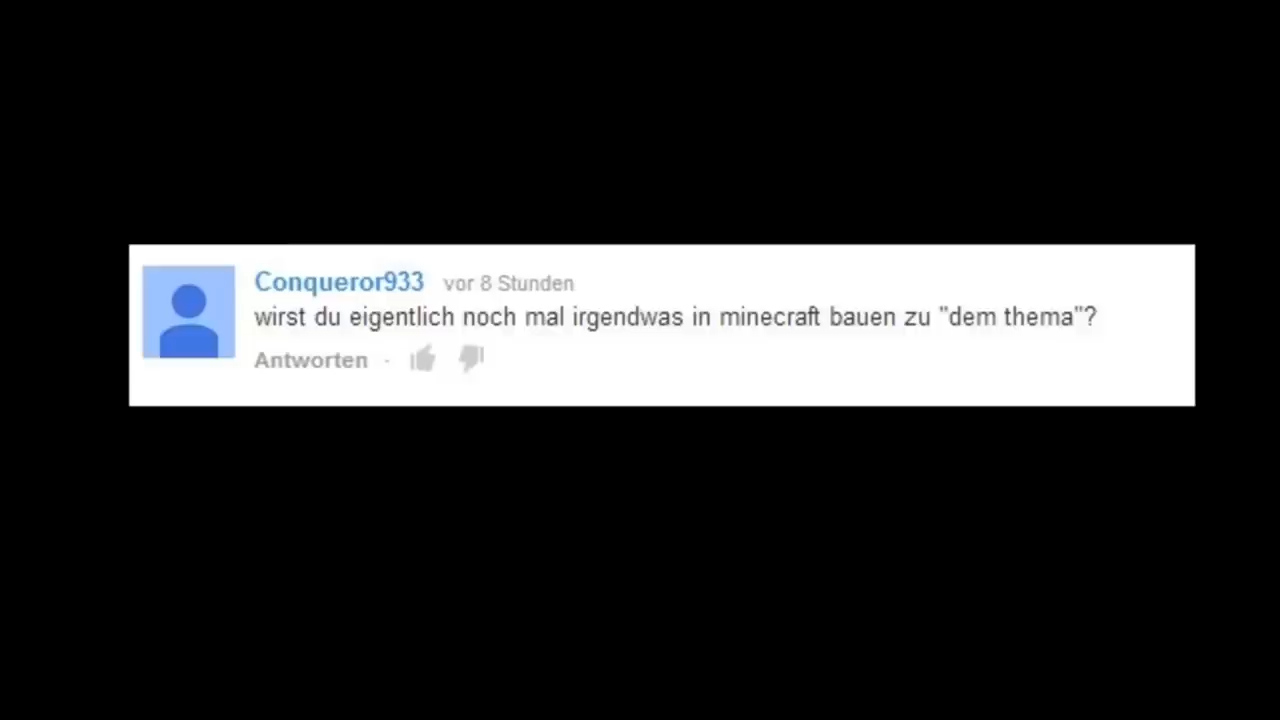 Conqueror933 vor 8 Stunden
wirst du eigentlich noch mal irgendwas in minecraft bauen zu "dem thema"?
Antworten ·